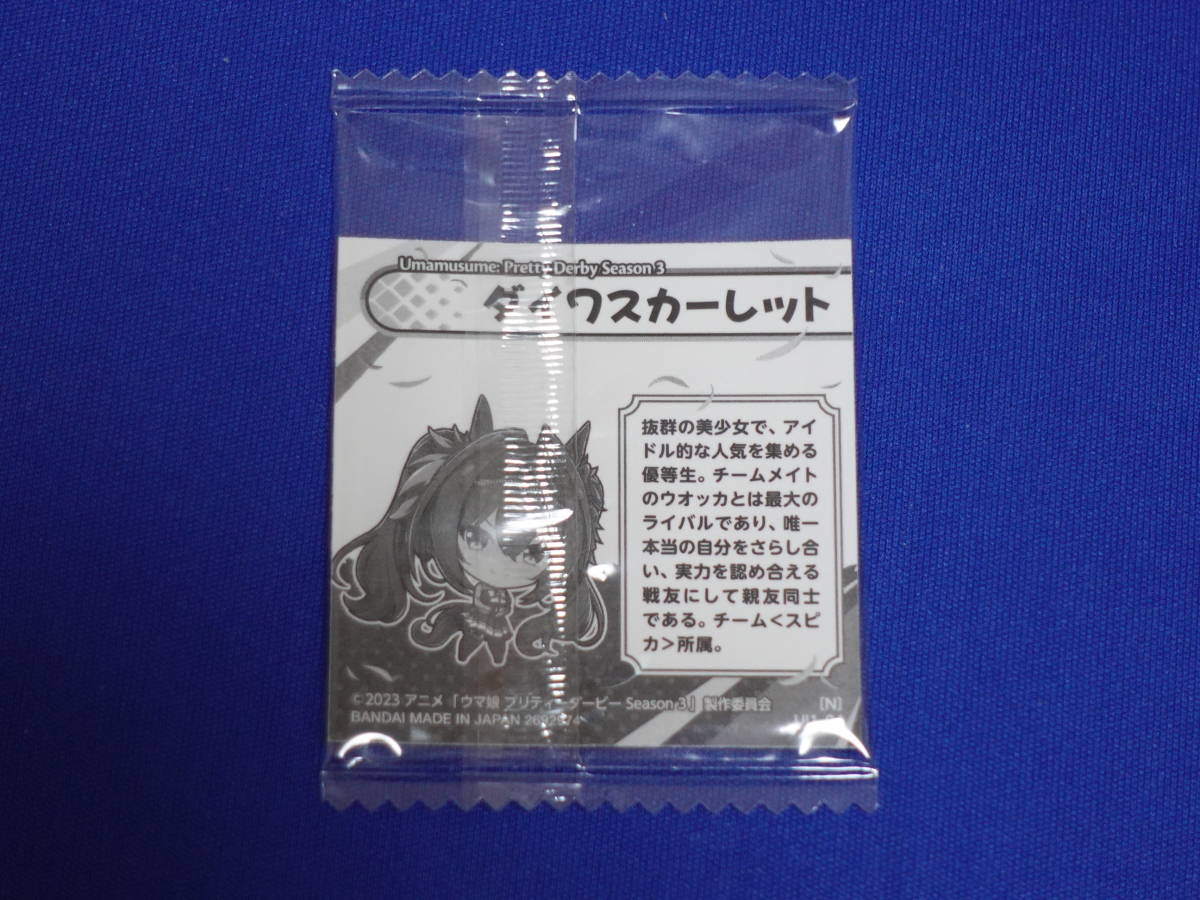 Umamusume: Pretty Derby Season 3
ダイワスカーレット
抜群の美少女で、アイ
ドル的な人気を集める
優等生。チームメイト
のウオッカとは最大の
ライバルであり、唯一
本当の自分をさらし合
い、実力を認め合える
戦友にして親友同士
である。チーム<スピ
カ>所属。
©2023 アニメ「ウマ娘 プリティーダービー Season 3」製作委員会
[N]
BANDAI MADE IN JAPAN 2692974